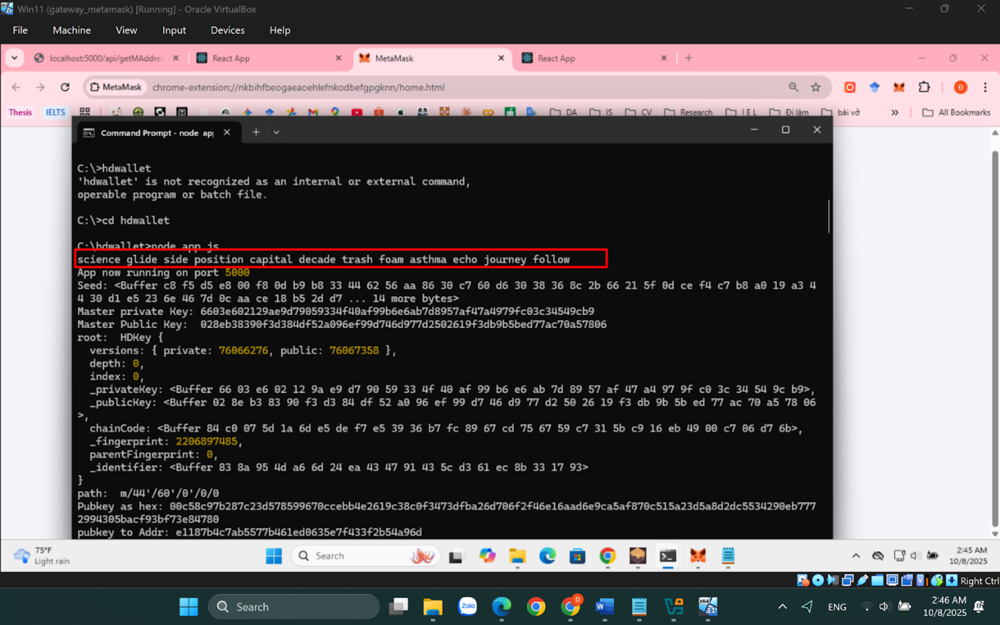 Win11 (gateway_metamask) [Running] - Oracle VirtualBox
File Machine View Input Devices Help
localhost:5000/api/getMAddre
React App
MetaMask
React App
MetaMask
chrome-extension://nkbihfbeogaeaoehlefnkodbefgpgknn/home.html
Thesis
IELTS
DA
IS
CV
Research
I E L
Đi làm
bài vở
All Bookmarks
Command Prompt - node ap
C:\>hdwallet
'hdwallet' is not recognized as an internal or external command,
operable program or batch file.
C:\>cd hdwallet
C:\hdwallet>node app.js
science glide side position capital decade trash foam asthma echo journey follow
App now running on port 5000
Seed: <Buffer c8 f5 d5 e8 00 f8 0d b9 b8 33 44 62 56 aa 86 30 c7 60 d6 30 38 36 8c 2b 66 21 5f 0d ce f4 c7 b8 a0 19 a3 4
4 30 d1 e5 23 6e 46 7d 0c aa ce 18 b5 2d d7 ... 14 more bytes>
Master private Key: 6603e602129ae9d79059334f40af99b6e6ab7d8957af47a4979fc03c34549cb9
Master Public Key:  028eb38390f3d384df52a096ef99d746d977d2502619f3db9b5bed77ac70a57806
root:  HDKey {
  versions: { private: 76066276, public: 76067358 },
  depth: 0,
  index: 0,
  _privateKey: <Buffer 66 03 e6 02 12 9a e9 d7 90 59 33 4f 40 af 99 b6 e6 ab 7d 89 57 af 47 a4 97 9f c0 3c 34 54 9c b9>,
  _publicKey: <Buffer 02 8e b3 83 90 f3 d3 84 df 52 a0 96 ef 99 d7 46 d9 77 d2 50 26 19 f3 db 9b 5b ed 77 ac 70 a5 78 06
>,
  chainCode: <Buffer 84 c0 07 5d 1a 6d e5 de f7 e5 39 36 b7 fc 89 67 cd 75 67 59 c7 31 5b c9 16 eb 49 00 c7 06 d7 6b>,
  _fingerprint: 2206897485,
  parentFingerprint: 0,
  _identifier: <Buffer 83 8a 95 4d a6 6d 24 ea 43 47 91 43 5c d3 61 ec 8b 33 17 93>
}
path:  m/44'/60'/0'/0/0
Pubkey as hex: 00c58c97b287c23d578599670ccebb4e2619c38c0f3473dfba26d706f2f46e16aad6e9ca5af870c515a23d5a8d2dc5534290eb777
2994305bacf93bf73e84780
pubkey to Addr: e1187b4c7ab5577b461ed0635e7f433f2b54a96d
75°F
Light rain
Search
2:45 AM
10/8/2025
Right Ctrl
Search
Zalo
ENG
2:46 AM
10/8/2025